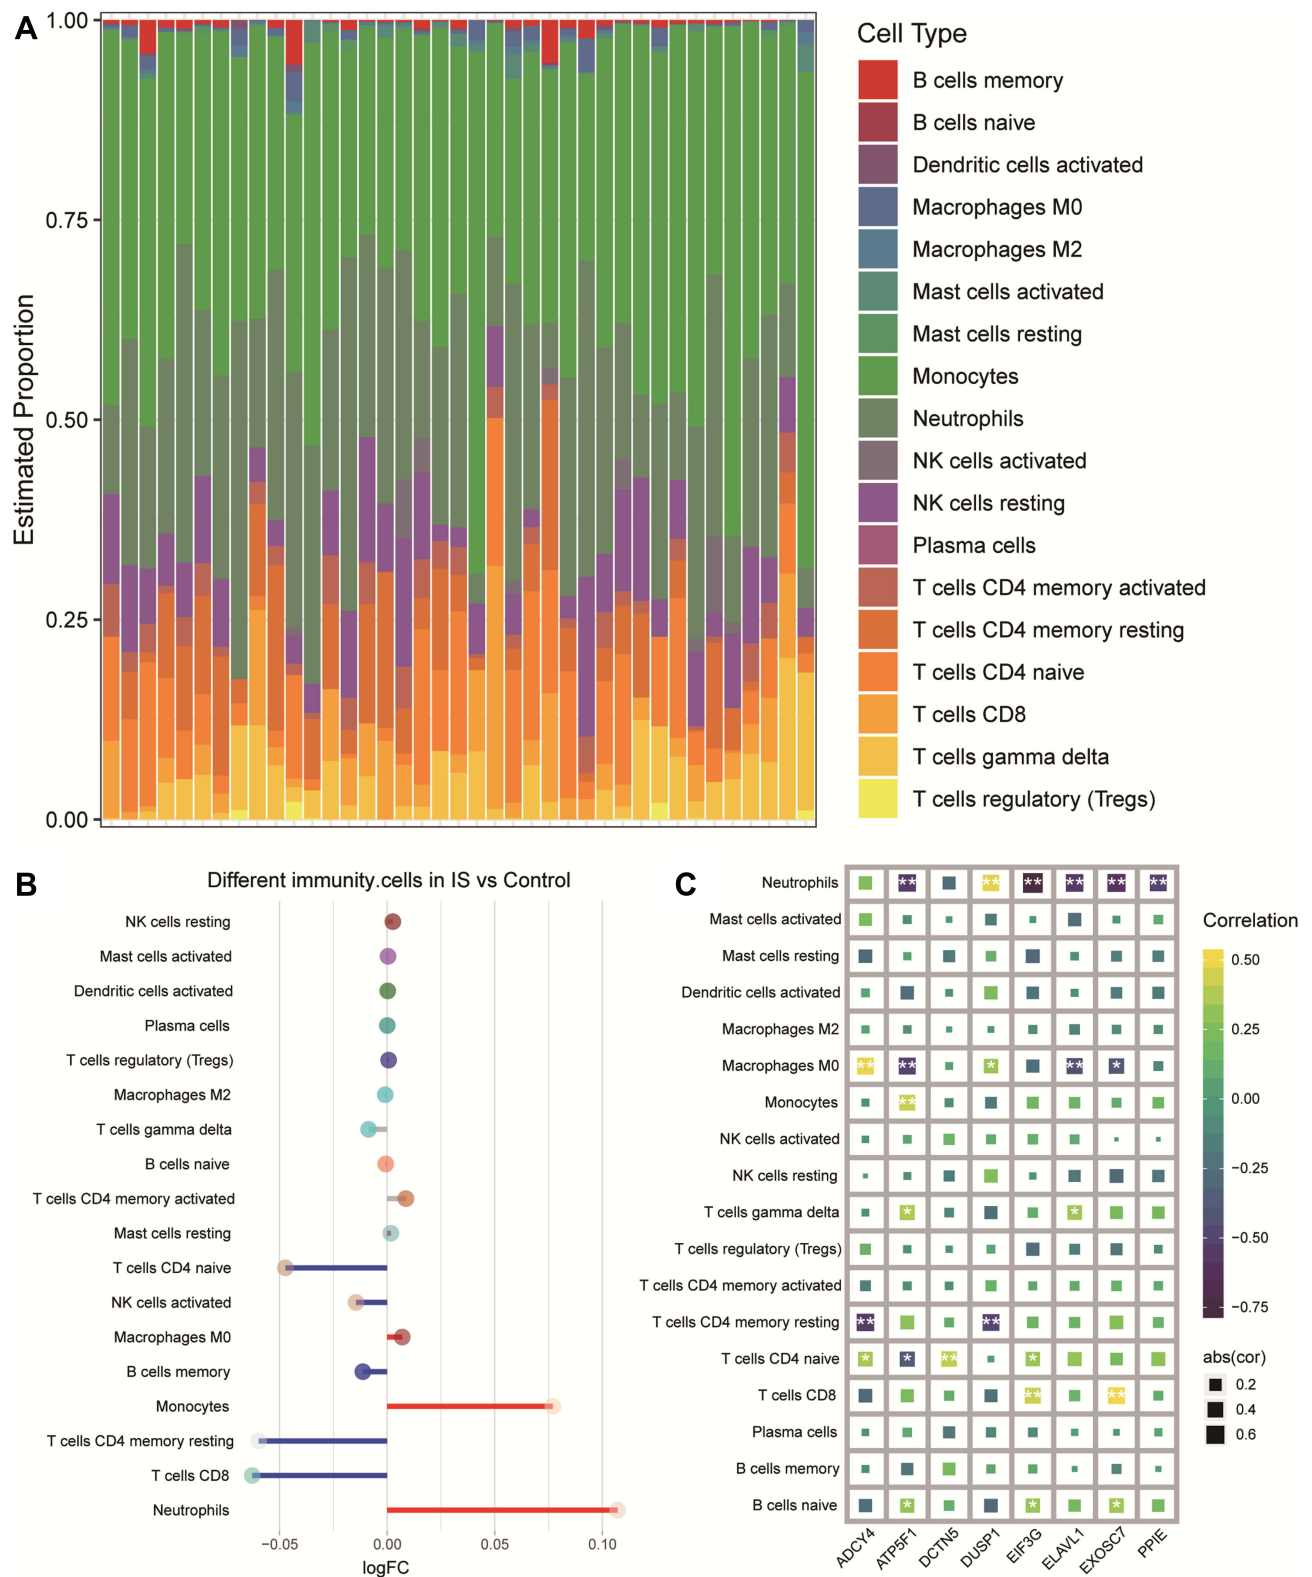 A
1.00
0.75
0.50
0.25
0.00
Estimated Proportion
Cell Type
B cells memory
B cells naive
Dendritic cells activated
Macrophages M0
Macrophages M2
Mast cells activated
Mast cells resting
Monocytes
Neutrophils
NK cells activated
NK cells resting
Plasma cells
T cells CD4 memory activated
T cells CD4 memory resting
T cells CD4 naive
T cells CD8
T cells gamma delta
T cells regulatory (Tregs)
B
Different immunity.cells in IS vs Control
NK cells resting
Mast cells activated
Dendritic cells activated
Plasma cells
T cells regulatory (Tregs)
Macrophages M2
T cells gamma delta
B cells naive
T cells CD4 memory activated
Mast cells resting
T cells CD4 naive
NK cells activated
Macrophages M0
B cells memory
Monocytes
T cells CD4 memory resting
T cells CD8
Neutrophils
−0.05 0.00 0.05 0.10
logFC
C
Neutrophils ** ** ** ** ** **
Mast cells activated
Mast cells resting
Dendritic cells activated
Macrophages M2
Macrophages M0 ** ** * ** *
Monocytes **
NK cells activated
NK cells resting
T cells gamma delta * *
T cells regulatory (Tregs)
T cells CD4 memory activated
T cells CD4 memory resting ** **
T cells CD4 naive * * ** *
T cells CD8 ** **
Plasma cells
B cells memory
B cells naive * * *
ADCY4 ATP5F1 DCTN5 DUSP1 EIF3G ELAVL1 EXOSC7 PPIE
Correlation
0.50
0.25
0.00
−0.25
−0.50
−0.75
abs(cor)
0.2
0.4
0.6